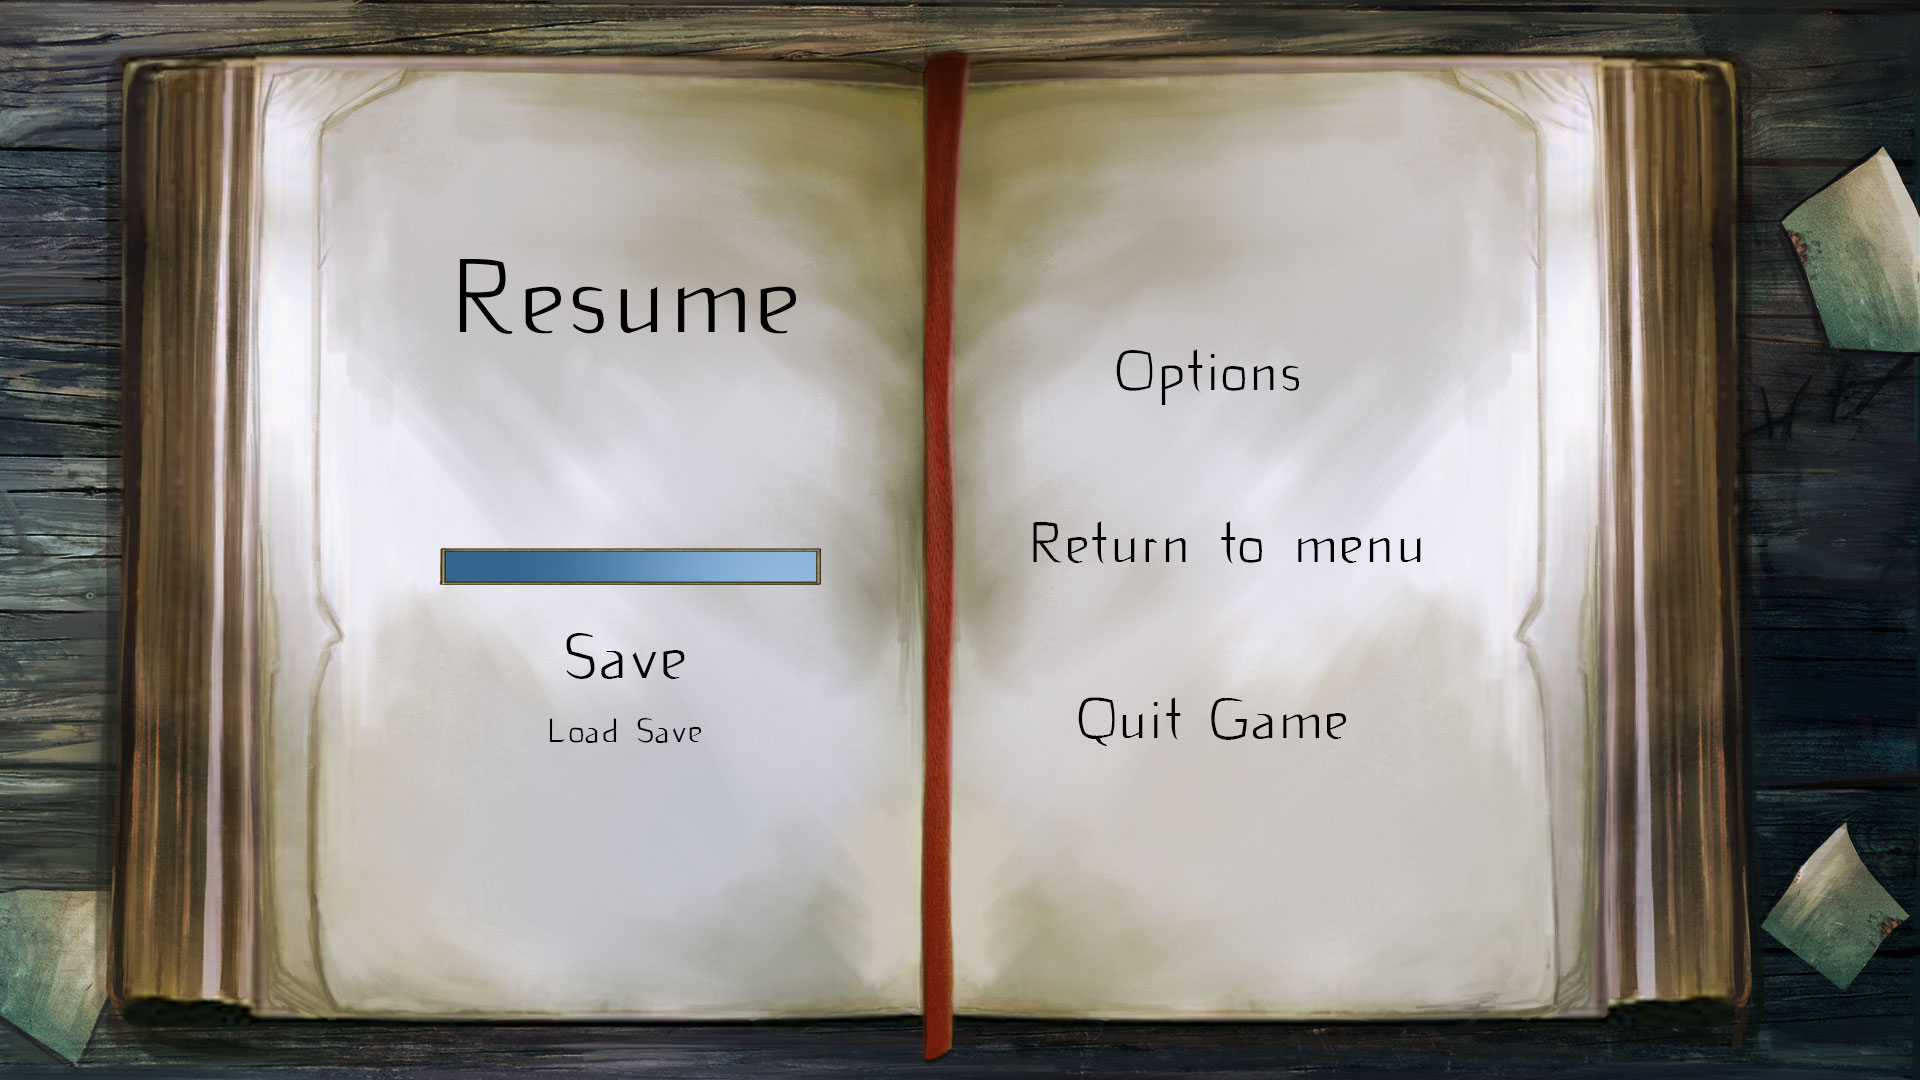 Resume
Save
Load Save
Options
Return to menu
Quit Game